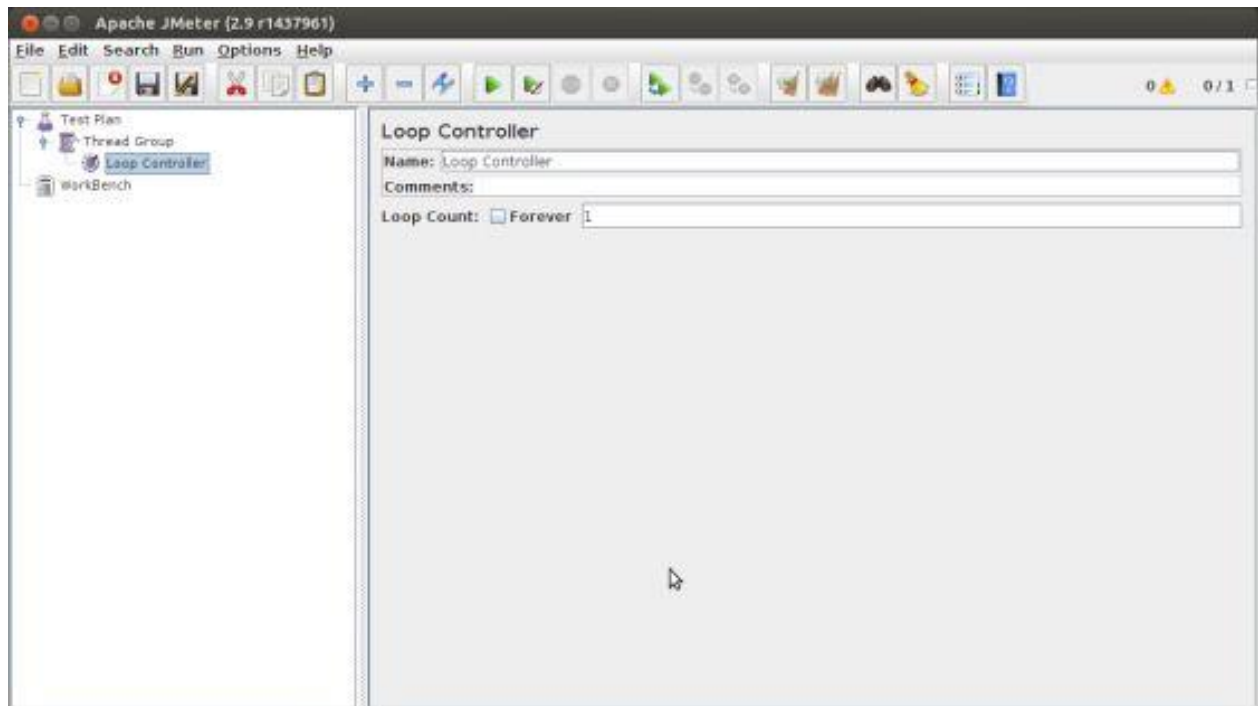 Apache JMeter (2.9 r1437961)
File Edit Search Run Options Help
0 0/1
Test Plan
Thread Group
Loop Controller
WorkBench
Loop Controller
Name: Loop Controller
Comments:
Loop Count: Forever 1